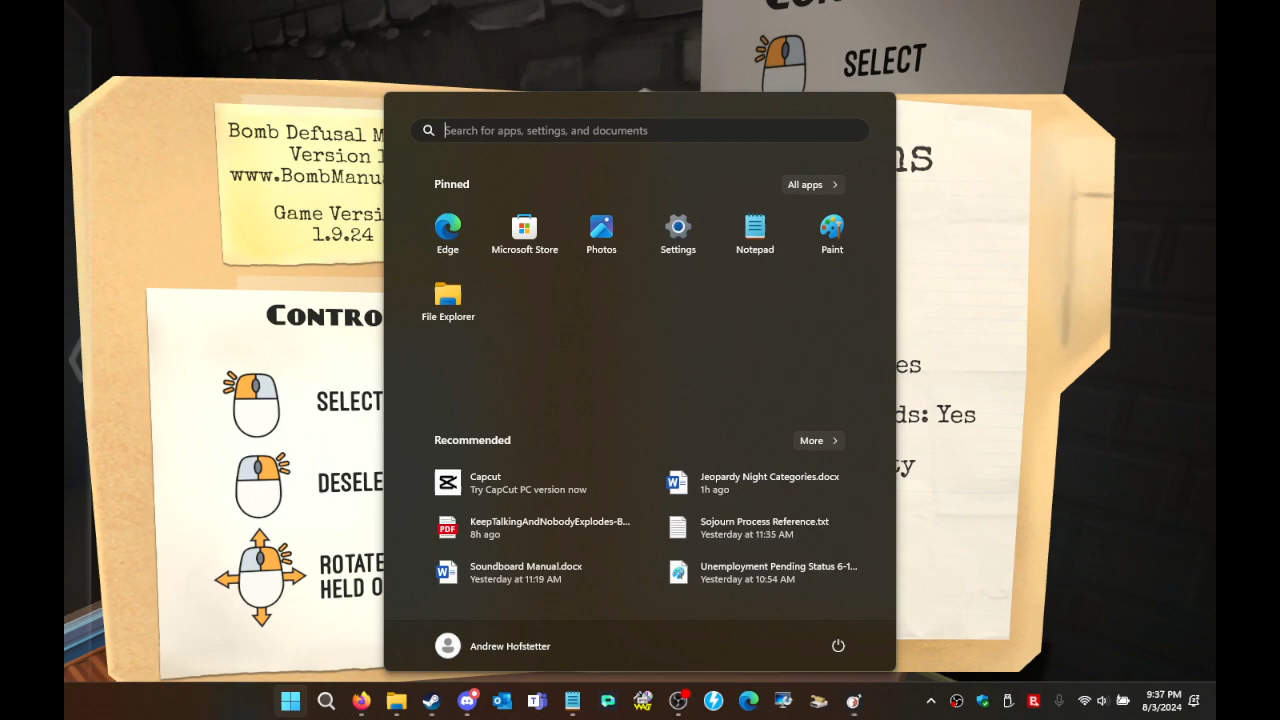 CON
SELECT
Bomb Defusal M
Version 1
www.BombManu
Game Versi
1.9.24
CONTRO
SELECT
DESELE
ROTATE
HELD O
ns
es
ds: Yes
ty
Search for apps, settings, and documents
Pinned
All apps
Edge
Microsoft Store
Photos
Settings
Notepad
Paint
File Explorer
Recommended
More
Capcut
Try CapCut PC version now
Jeopardy Night Categories.docx
1h ago
PDF
KeepTalkingAndNobodyExplodes-B...
8h ago
Sojourn Process Reference.txt
Yesterday at 11:35 AM
Soundboard Manual.docx
Yesterday at 11:19 AM
Unemployment Pending Status 6-1...
Yesterday at 10:54 AM
Andrew Hofstetter
9:37 PM
8/3/2024